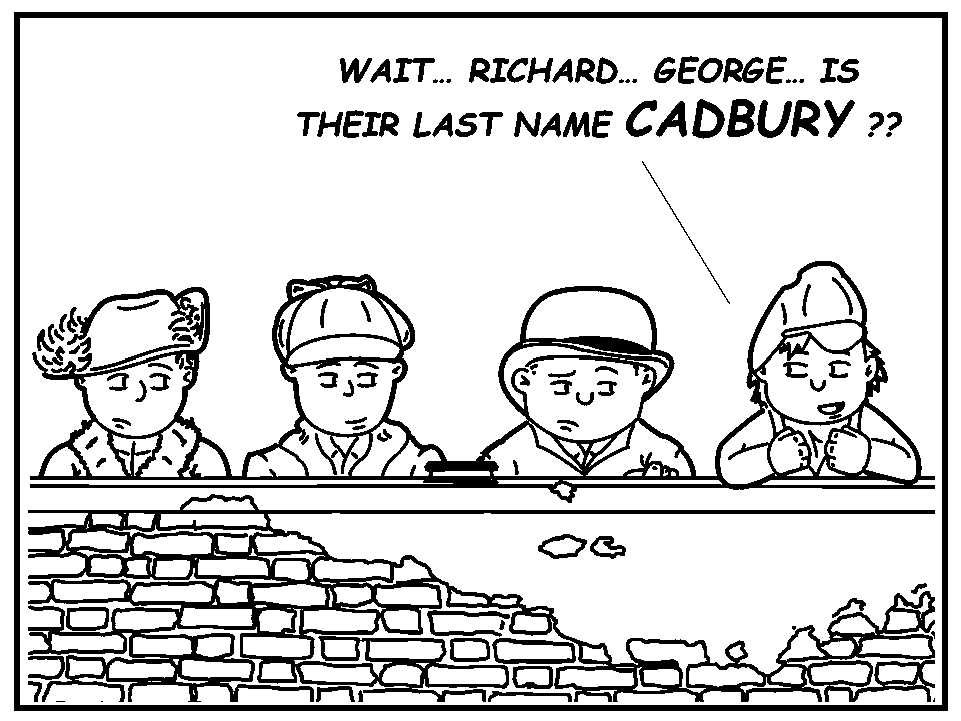 WAIT... RICHARD... GEORGE... IS
THEIR LAST NAME CADBURY ??